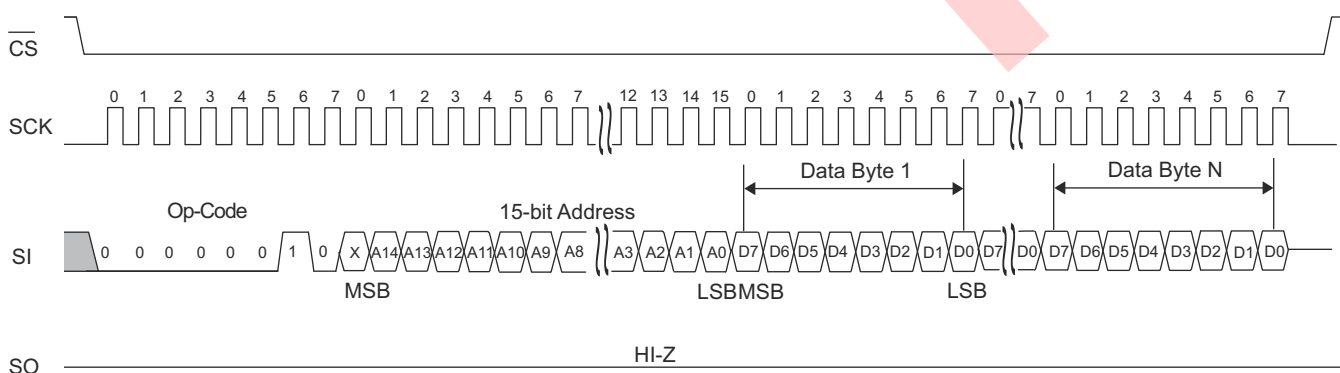 CS
0 1 2 3 4 5 6 7 0 1 2 3 4 5 6 7 12 13 14 15 0 1 2 3 4 5 6 7 0 7 0 1 2 3 4 5 6 7
SCK
Data Byte 1 Data Byte N
Op-Code 15-bit Address
SI 0 0 0 0 0 0 1 0 X A14 A13 A12 A11 A10 A9 A8 A3 A2 A1 A0 D7 D6 D5 D4 D3 D2 D1 D0 D7 D0 D7 D6 D5 D4 D3 D2 D1 D0
MSB LSB MSB LSB
HI-Z
SO